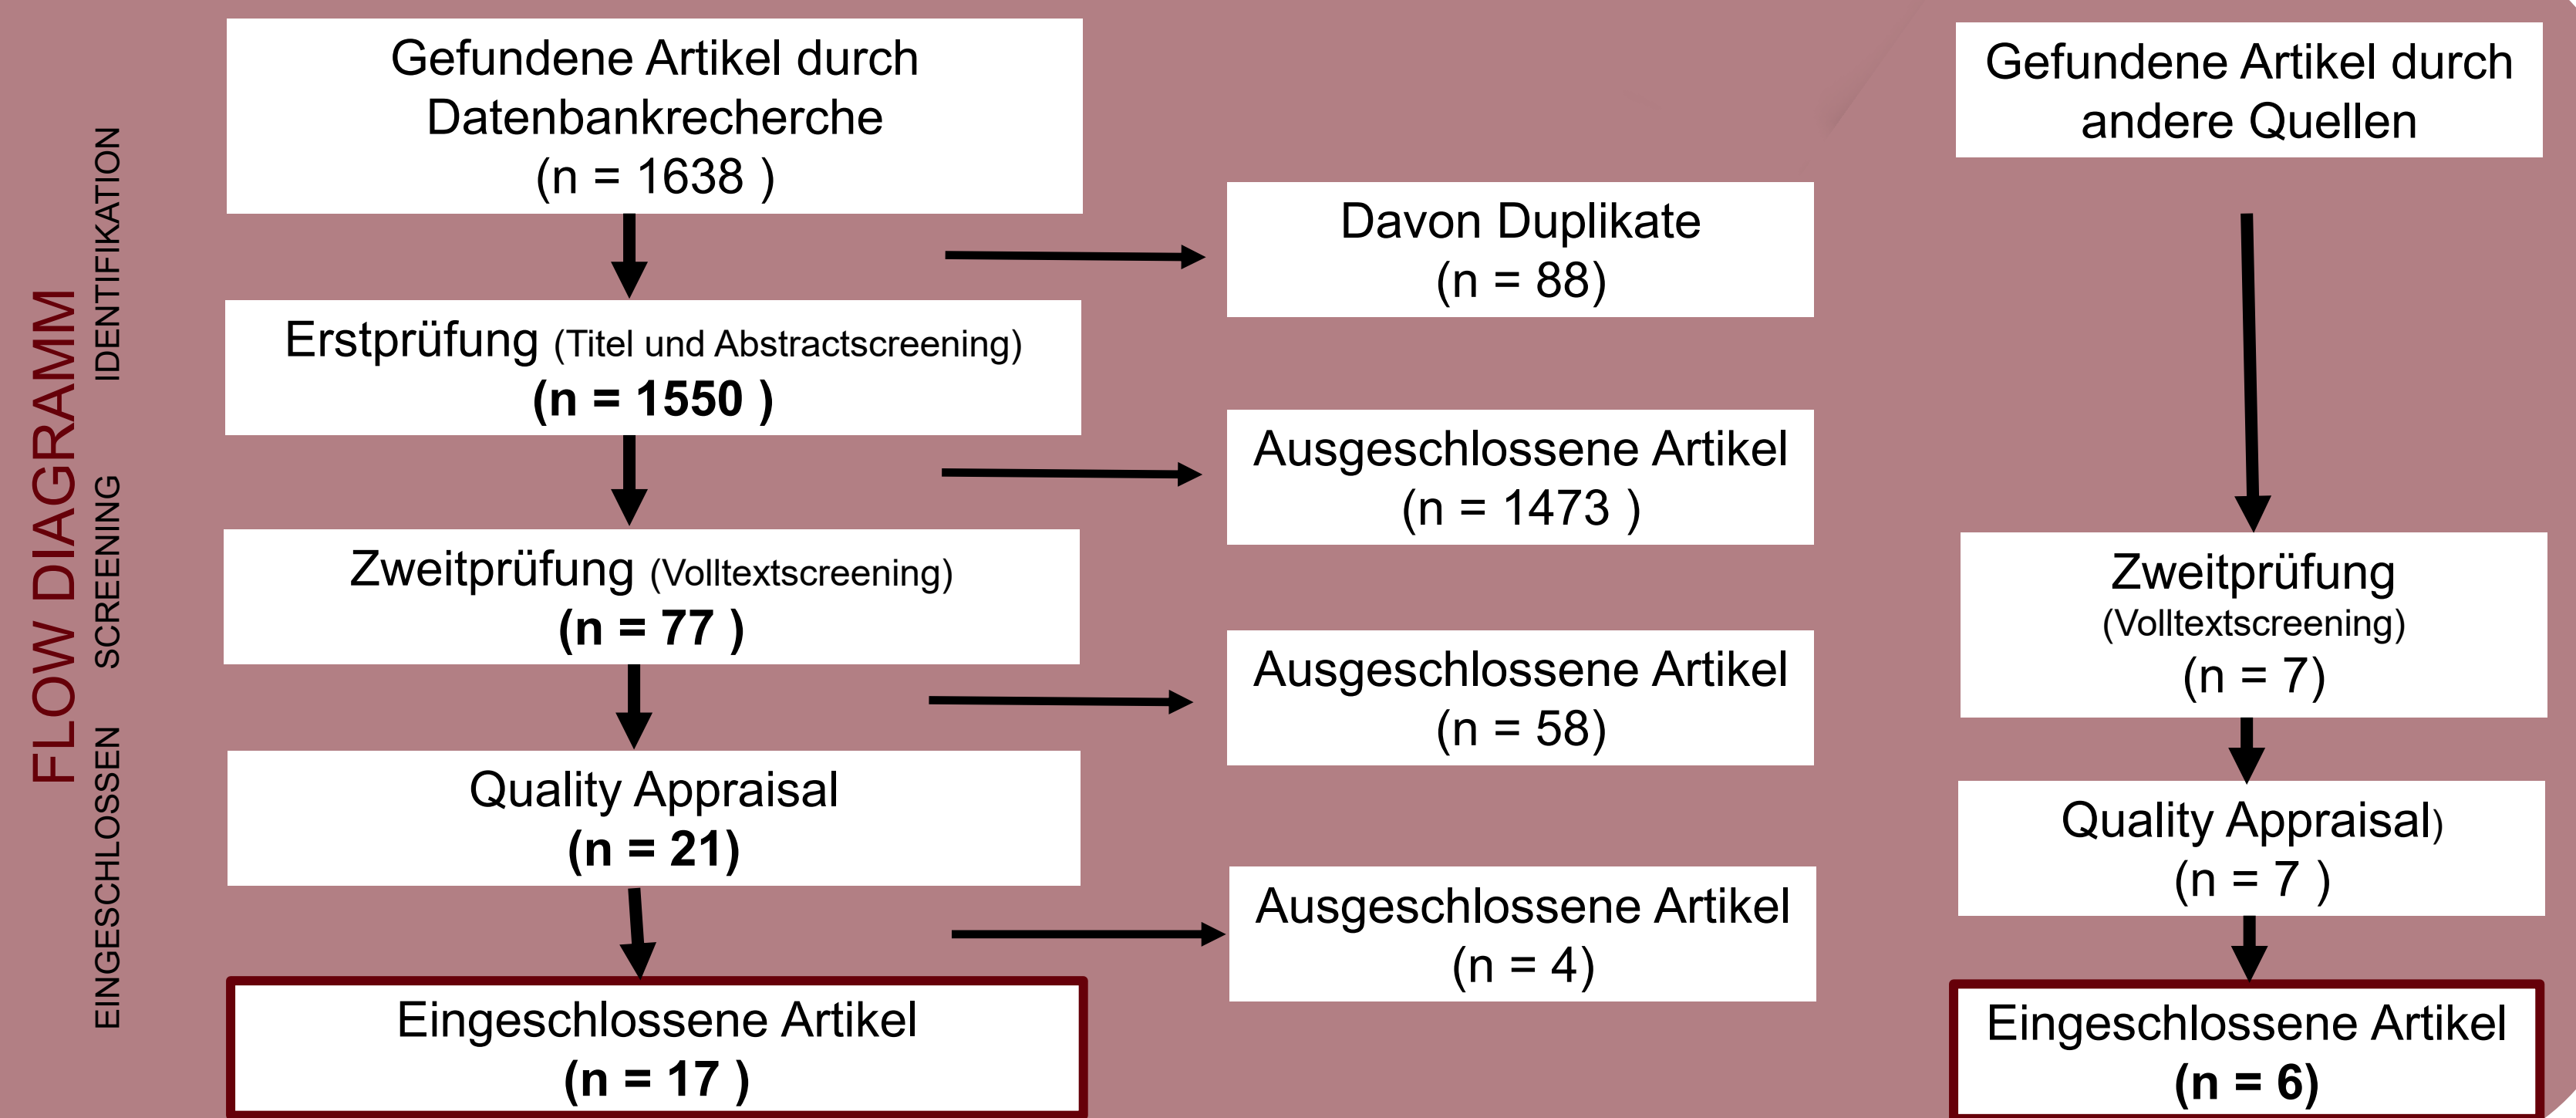 FLOW DIAGRAMM
IDENTIFIKATION
SCREENING
EINGESCHLOSSEN
Gefundene Artikel durch
Datenbankrecherche
(n = 1638 )
Davon Duplikate
(n = 88)
Erstprüfung (Titel und Abstractscreening)
(n = 1550 )
Ausgeschlossene Artikel
(n = 1473 )
Zweitprüfung (Volltextscreening)
(n = 77 )
Ausgeschlossene Artikel
(n = 58)
Quality Appraisal
(n = 21)
Ausgeschlossene Artikel
(n = 4)
Eingeschlossene Artikel
(n = 17 )
Gefundene Artikel durch
andere Quellen
Zweitprüfung
(Volltextscreening)
(n = 7)
Quality Appraisal)
(n = 7 )
Eingeschlossene Artikel
(n = 6)